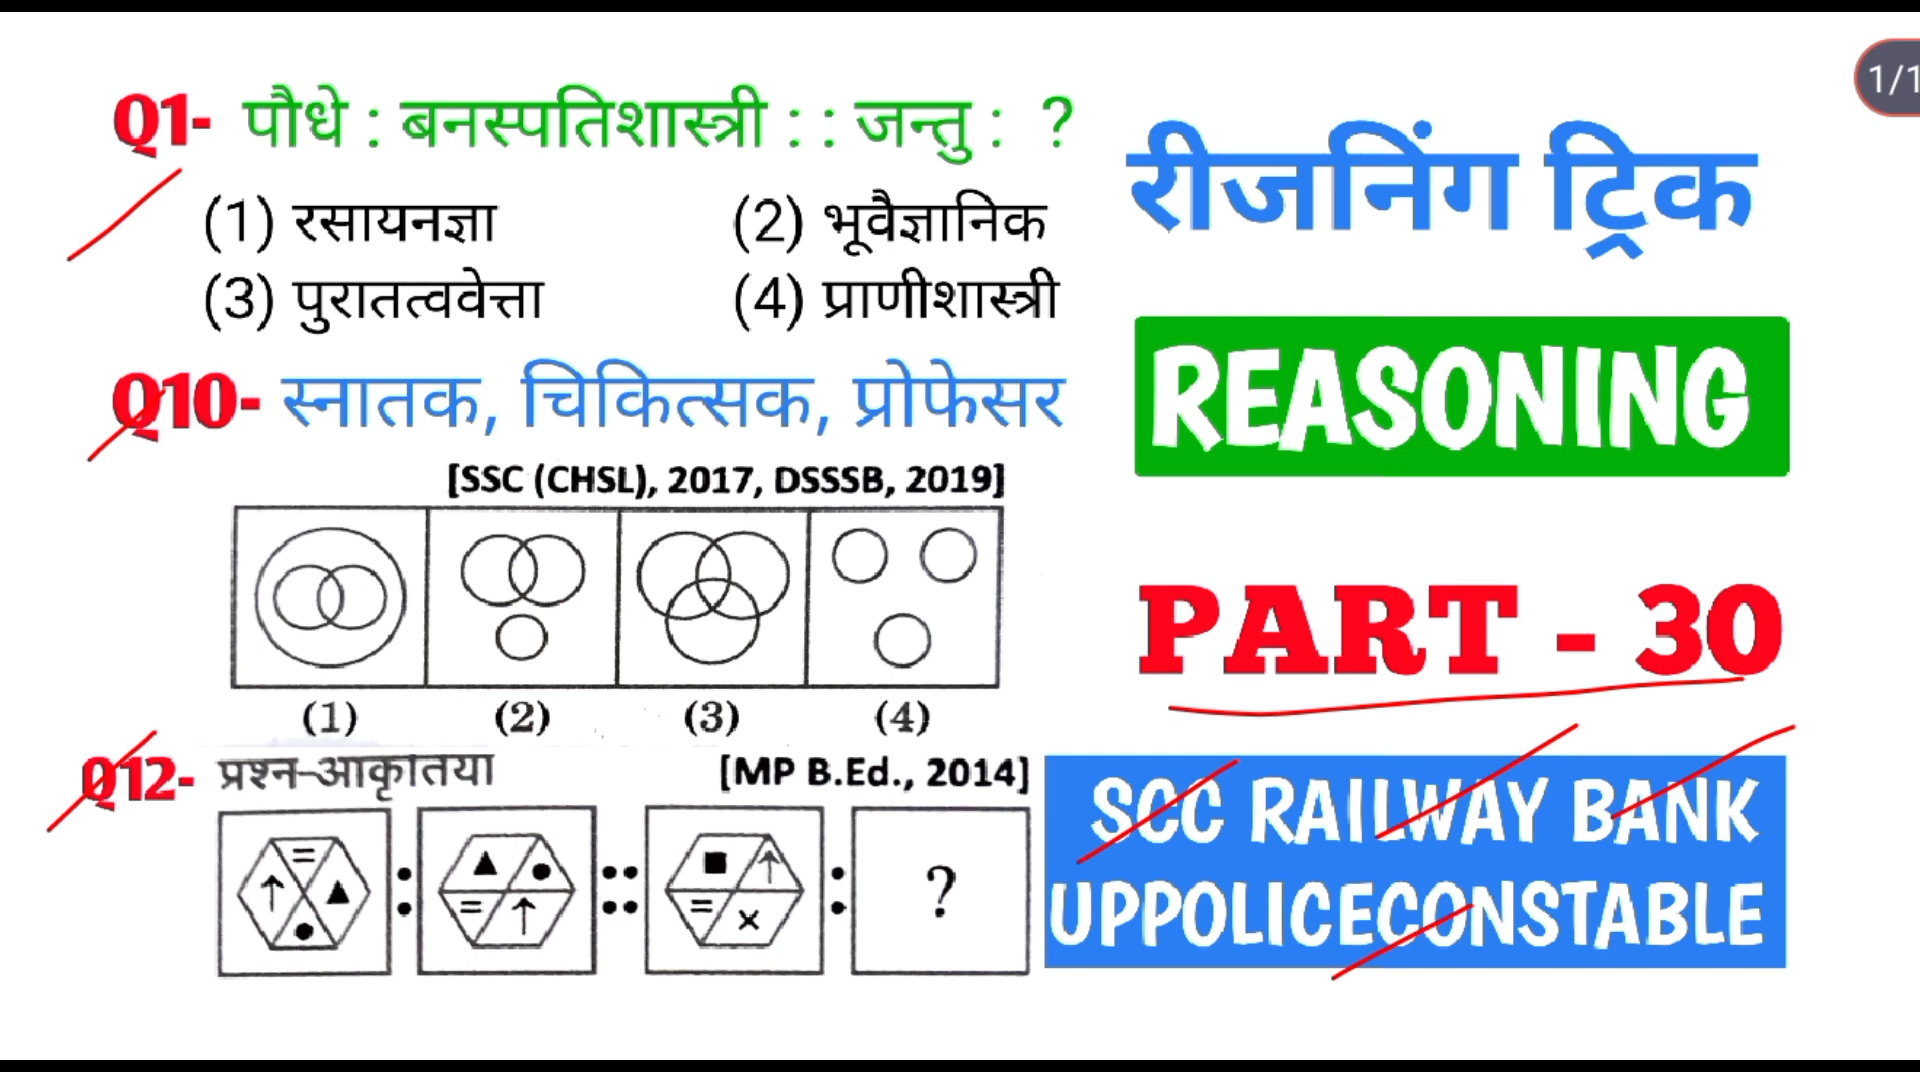 Q1- पौधे : बनस्पतिशास्त्री : : जन्तु : ?
(1) रसायनज्ञा (2) भूवैज्ञानिक
(3) पुरातत्ववेत्ता (4) प्राणीशास्त्री
Q10- स्नातक, चिकित्सक, प्रोफेसर
[SSC (CHSL), 2017, DSSSB, 2019]
(1) (2) (3) (4)
Q12- प्रश्न-आकृतिया [MP B.Ed., 2014]
= ↑ ▲ ● : ▲ ● = ↑ :: ■ ↑ = × : ?
1/1
रीजनिंग ट्रिक
REASONING
PART - 30
SCC RAILWAY BANK
UPPOLICECONSTABLE